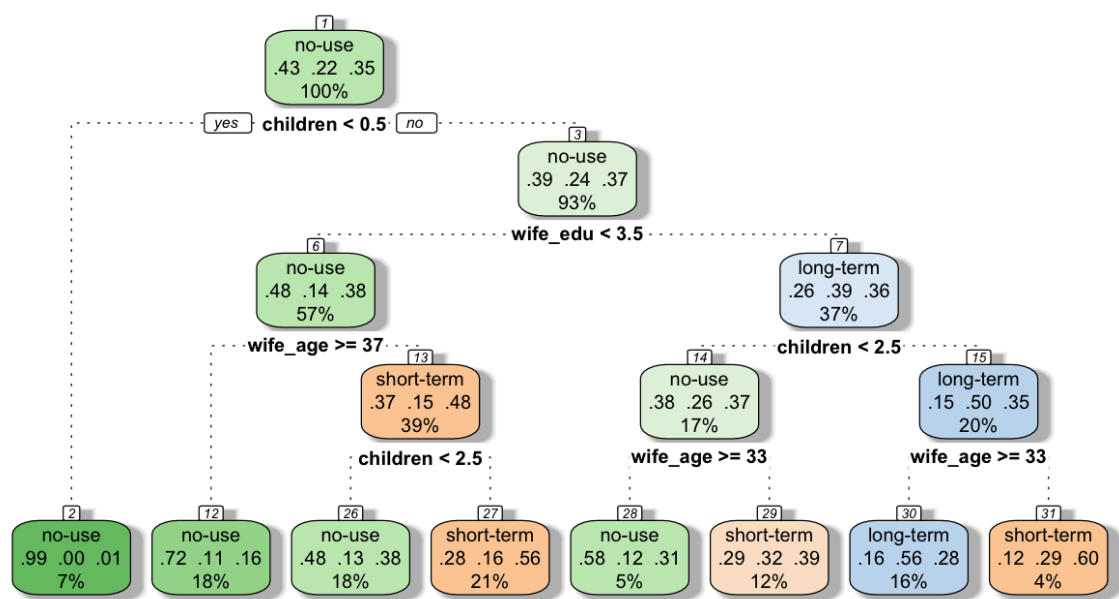 1
no-use
.43 .22 .35
100%
yes children < 0.5 no
3
no-use
.39 .24 .37
93%
wife_edu < 3.5
6
no-use
.48 .14 .38
57%
7
long-term
.26 .39 .36
37%
wife_age >= 37
children < 2.5
13
short-term
.37 .15 .48
39%
14
no-use
.38 .26 .37
17%
15
long-term
.15 .50 .35
20%
children < 2.5
wife_age >= 33
wife_age >= 33
2
no-use
.99 .00 .01
7%
12
no-use
.72 .11 .16
18%
26
no-use
.48 .13 .38
18%
27
short-term
.28 .16 .56
21%
28
no-use
.58 .12 .31
5%
29
short-term
.29 .32 .39
12%
30
long-term
.16 .56 .28
16%
31
short-term
.12 .29 .60
4%